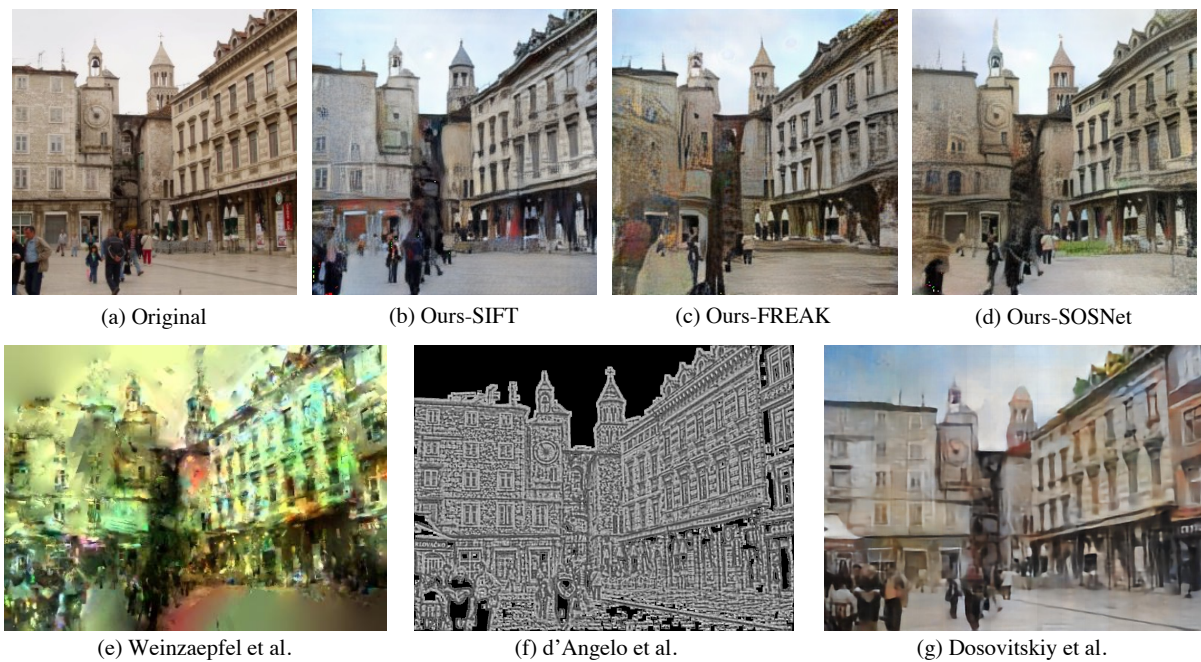 (a) Original
(b) Ours-SIFT
(c) Ours-FREAK
(d) Ours-SOSNet
(e) Weinzaepfel et al.
(f) d'Angelo et al.
(g) Dosovitskiy et al.